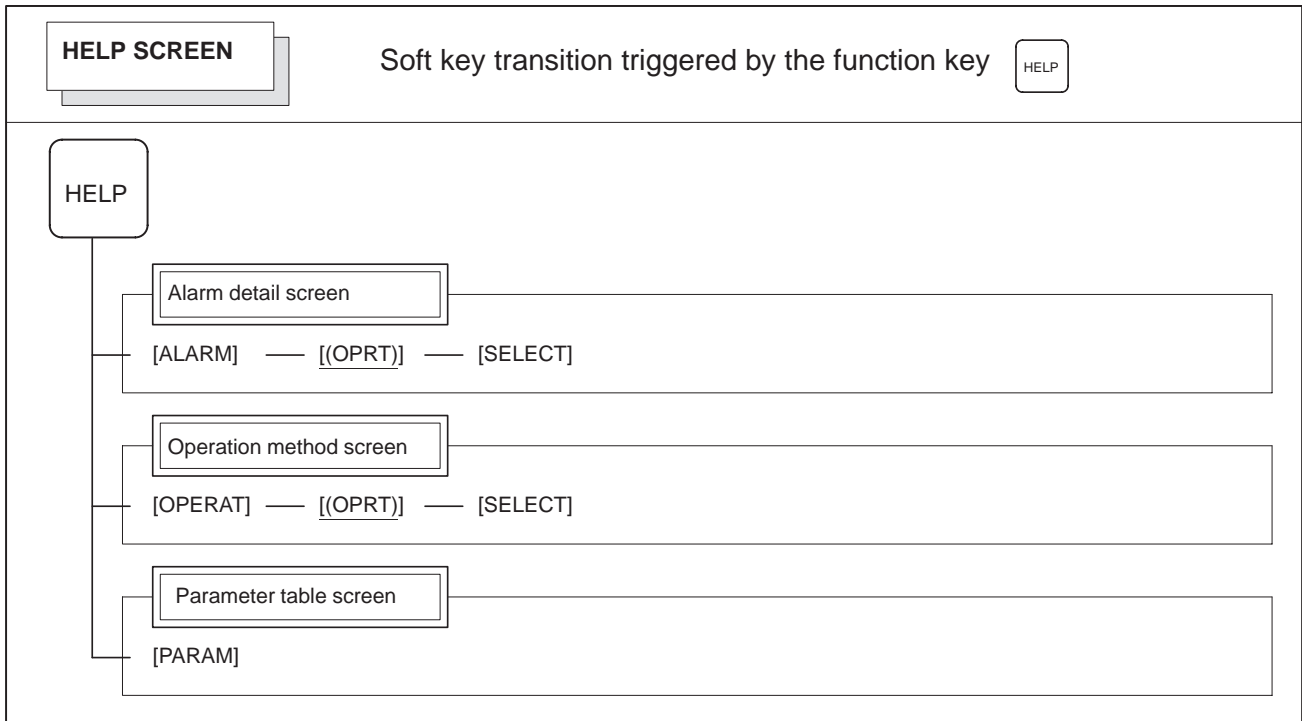 HELP SCREEN
Soft key transition triggered by the function key HELP
HELP
Alarm detail screen
[ALARM] [(OPRT)] [SELECT]
Operation method screen
[OPERAT] [(OPRT)] [SELECT]
Parameter table screen
[PARAM]